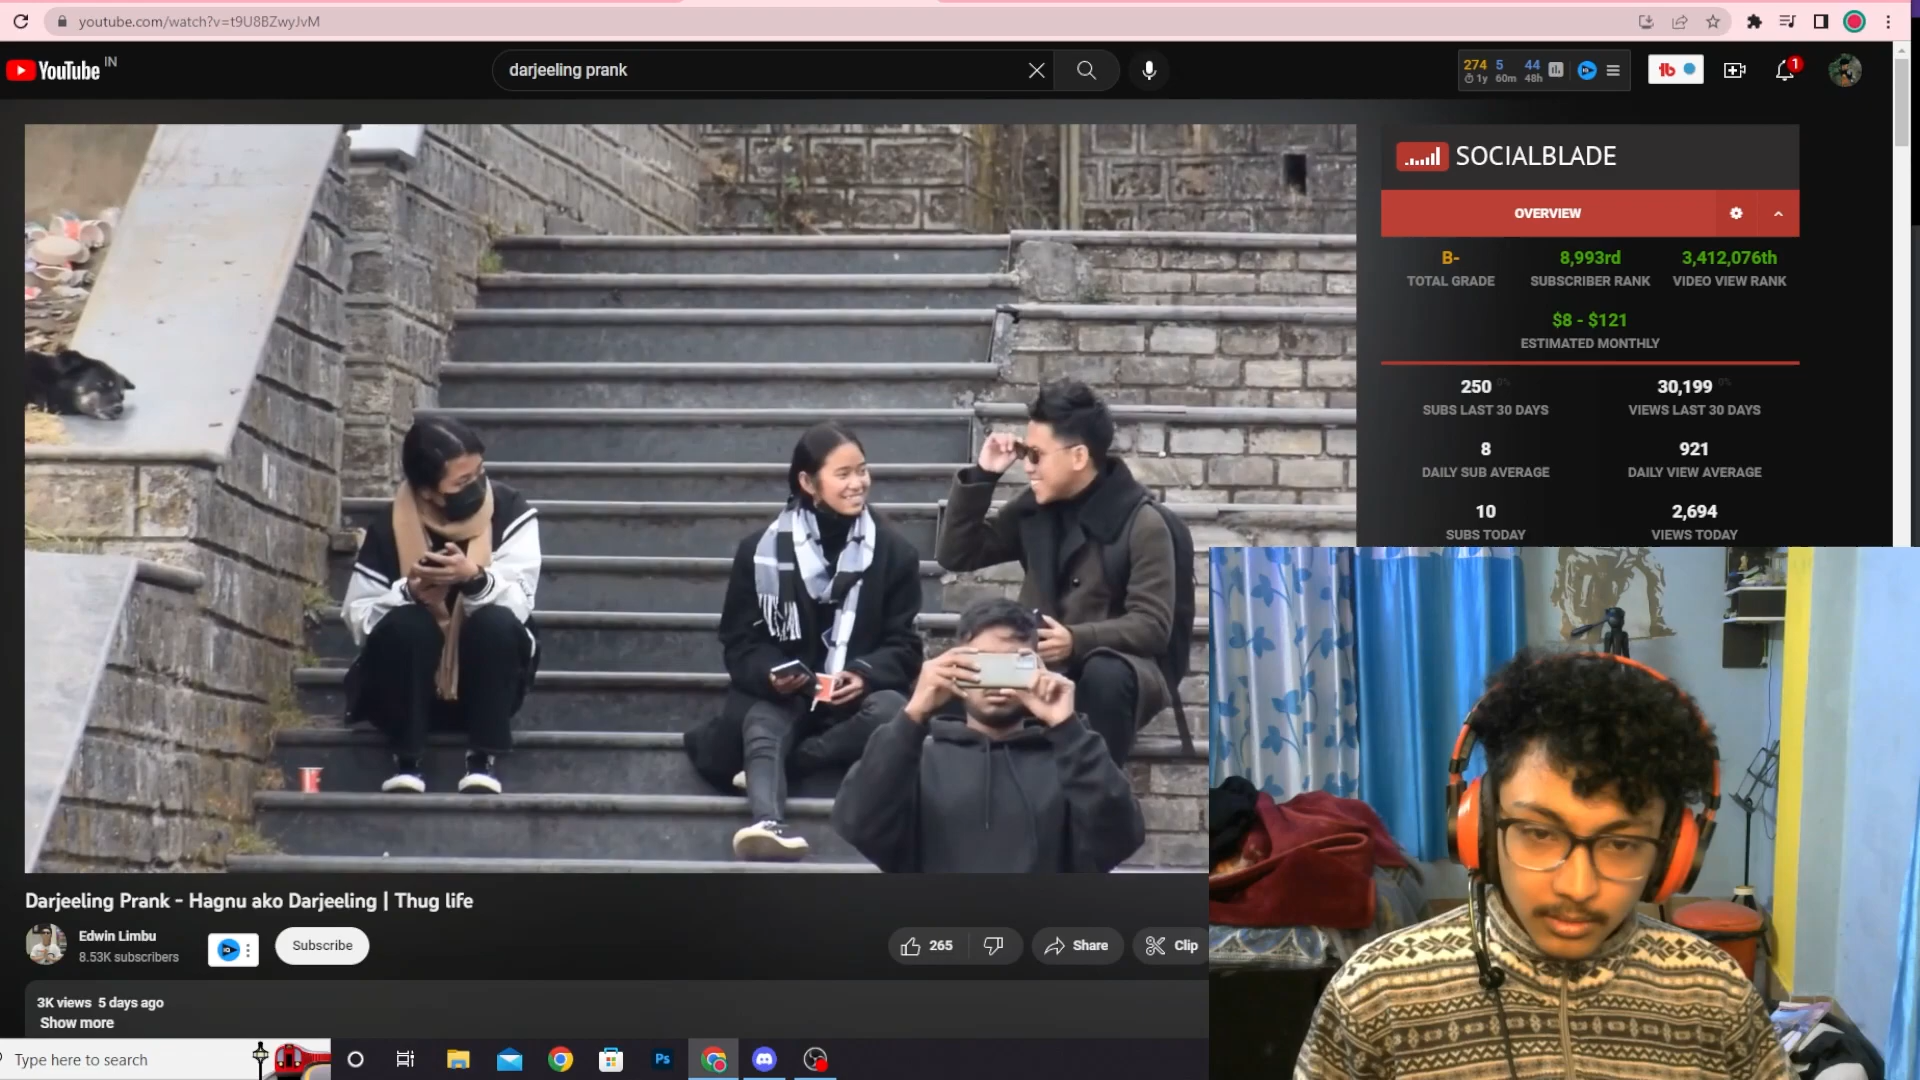 youtube.com/watch?v=t9U8BZwyJvM
YouTube IN
darjeeling prank
274 5 44
1y 60m 48h
1
SOCIALBLADE
OVERVIEW
B- 8,993rd 3,412,076th
TOTAL GRADE SUBSCRIBER RANK VIDEO VIEW RANK
$8 - $121
ESTIMATED MONTHLY
250 0% 30,199 0%
SUBS LAST 30 DAYS VIEWS LAST 30 DAYS
8 921
DAILY SUB AVERAGE DAILY VIEW AVERAGE
10 2,694
SUBS TODAY VIEWS TODAY
Darjeeling Prank - Hagnu ako Darjeeling | Thug life
Edwin Limbu
8.53K subscribers
Subscribe
265
Share
Clip
3K views 5 days ago
Show more
Type here to search
Ps